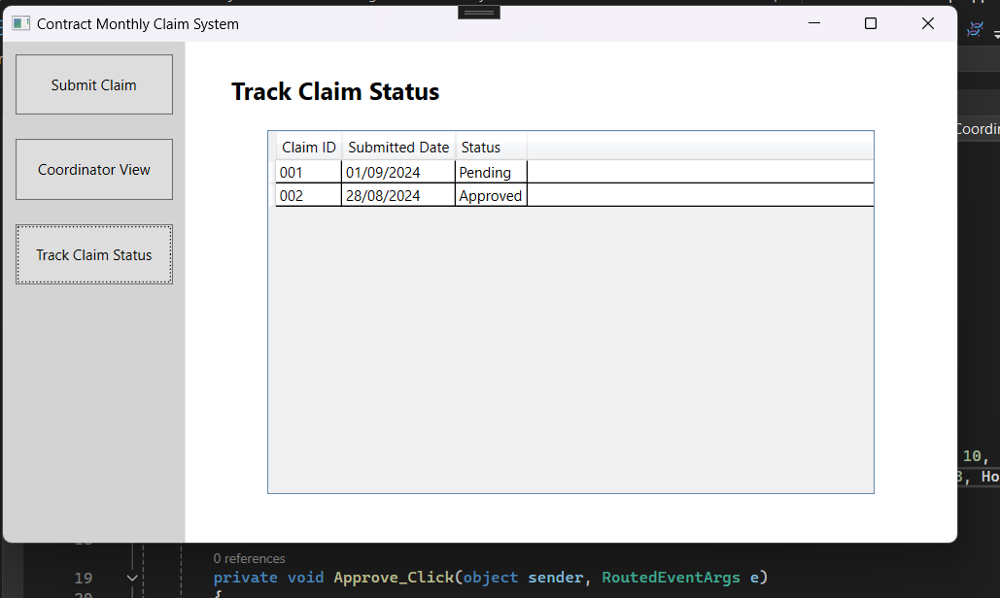 Contract Monthly Claim System
Submit Claim
Coordinator View
Track Claim Status
Track Claim Status
Claim ID Submitted Date Status
001 01/09/2024 Pending
002 28/08/2024 Approved
10,
, Ho
0 references
19 private void Approve_Click(object sender, RoutedEventArgs e)
20 {